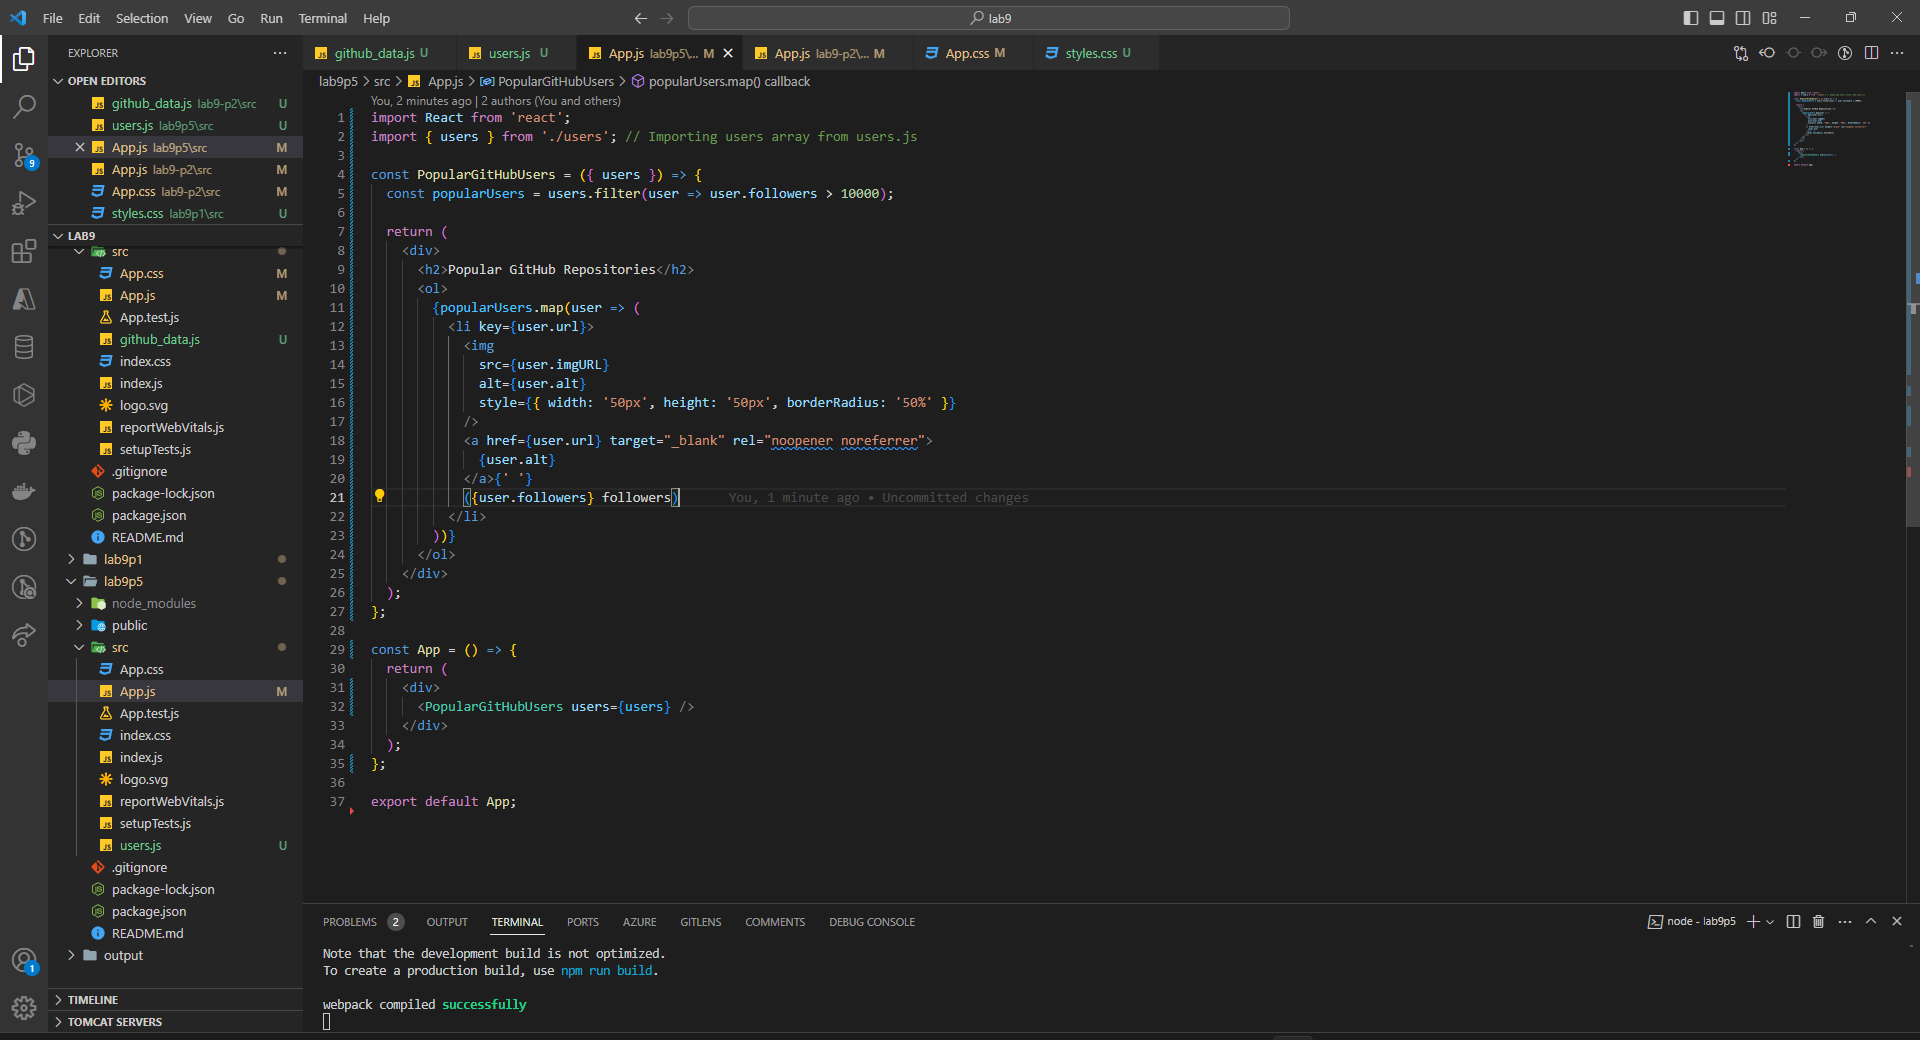 File Edit Selection View Go Run Terminal Help
lab9
EXPLORER
OPEN EDITORS
github_data.js lab9-p2\src U
users.js lab9p5\src U
App.js lab9p5\src M
App.js lab9-p2\src M
App.css lab9-p2\src M
styles.css lab9p1\src U
LAB9
src
App.css M
App.js M
App.test.js
github_data.js U
index.css
index.js
logo.svg
reportWebVitals.js
setupTests.js
.gitignore
package-lock.json
package.json
README.md
lab9p1
lab9p5
node_modules
public
src
App.css
App.js M
App.test.js
index.css
index.js
logo.svg
reportWebVitals.js
setupTests.js
users.js U
.gitignore
package-lock.json
package.json
README.md
output
TIMELINE
TOMCAT SERVERS
9
1
github_data.js U
users.js U
App.js lab9p5\... M
App.js lab9-p2\... M
App.css M
styles.css U
lab9p5 > src > App.js > PopularGitHubUsers > popularUsers.map() callback
You, 2 minutes ago | 2 authors (You and others)
1 import React from 'react';
2 import { users } from './users'; // Importing users array from users.js
3
4 const PopularGitHubUsers = ({ users }) => {
5 const popularUsers = users.filter(user => user.followers > 10000);
6
7 return (
8 <div>
9 <h2>Popular GitHub Repositories</h2>
10 <ol>
11 {popularUsers.map(user => (
12 <li key={user.url}>
13 <img
14 src={user.imgURL}
15 alt={user.alt}
16 style={{ width: '50px', height: '50px', borderRadius: '50%' }}
17 />
18 <a href={user.url} target="_blank" rel="noopener noreferrer">
19 {user.alt}
20 </a>{' '}
21 ({user.followers} followers) You, 1 minute ago • Uncommitted changes
22 </li>
23 ))}
24 </ol>
25 </div>
26 );
27 };
28
29 const App = () => {
30 return (
31 <div>
32 <PopularGitHubUsers users={users} />
33 </div>
34 );
35 };
36
37 export default App;
PROBLEMS 2 OUTPUT TERMINAL PORTS AZURE GITLENS COMMENTS DEBUG CONSOLE
node - lab9p5
Note that the development build is not optimized.
To create a production build, use npm run build.
webpack compiled successfully